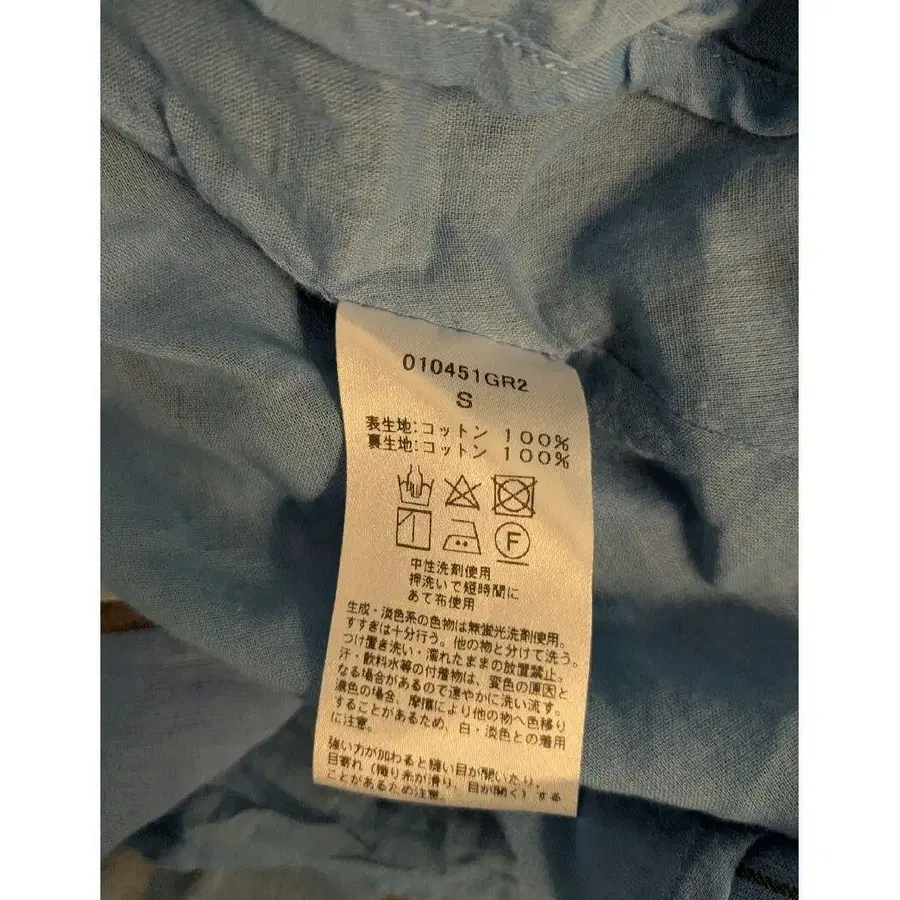 010451GR2
S
表生地:コットン 100%
裏生地:コットン 100%
F
中性洗剤使用
押洗いで短時間に
あて布使用
生成・淡色系の色物は無蛍光洗剤使用。
すすぎは十分行う。他の物と分けて洗う。
つけ置き洗い・濡れたままの放置禁止。
汗・飲料水等の付着物は、変色の原因と
なる場合があるので速やかに洗い流す。
濃色の場合、摩擦により他の物へ色移り
することがあるため、白・淡色との着用
に注意。
強い力が加わると縫い目が開いたり、
目寄れ(織り糸が滑り、目が開く)する
ことがあるため注意。